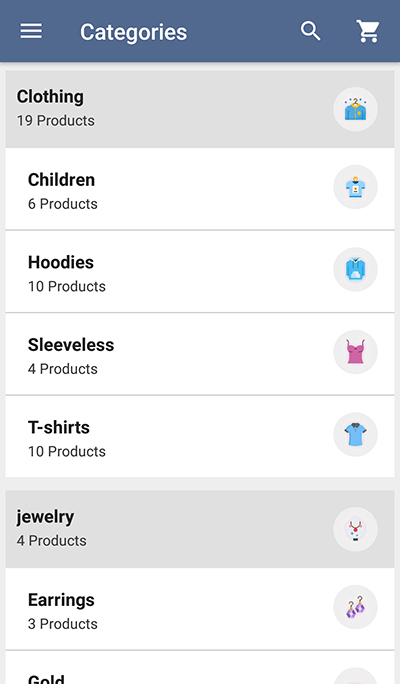 Categories
Clothing
19 Products
Children
6 Products
Hoodies
10 Products
Sleeveless
4 Products
T-shirts
10 Products
jewelry
4 Products
Earrings
3 Products
Gold